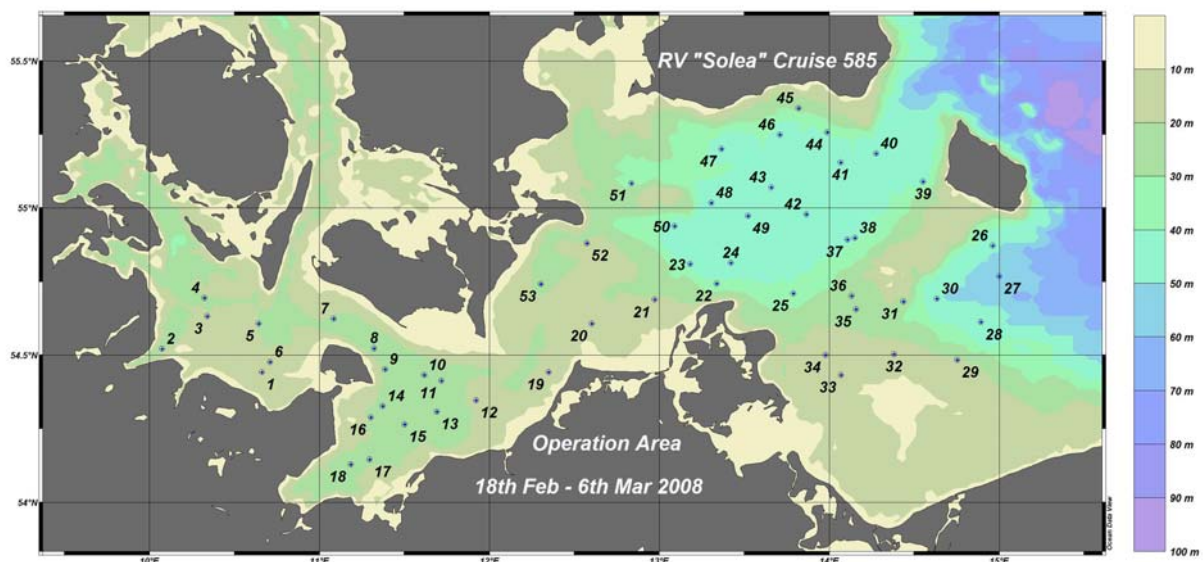 RV "Solea" Cruise 585
55.5°N
10 m
20 m
30 m
40 m
50 m
60 m
70 m
80 m
90 m
100 m
45
46
44
40
47
43
41
39
51
48
42
55°N
50
49
38
26
52
23
24
37
4
53
22
25
36
30
27
3
7
21
35
31
5
20
28
2
8
54.5°N
6
9
10
34
32
29
1
11
19
33
14
12
16
13
15
Operation Area
18
17
18th Feb - 6th Mar 2008
54°N
10°E
11°E
12°E
13°E
14°E
15°E
Ocean Data View